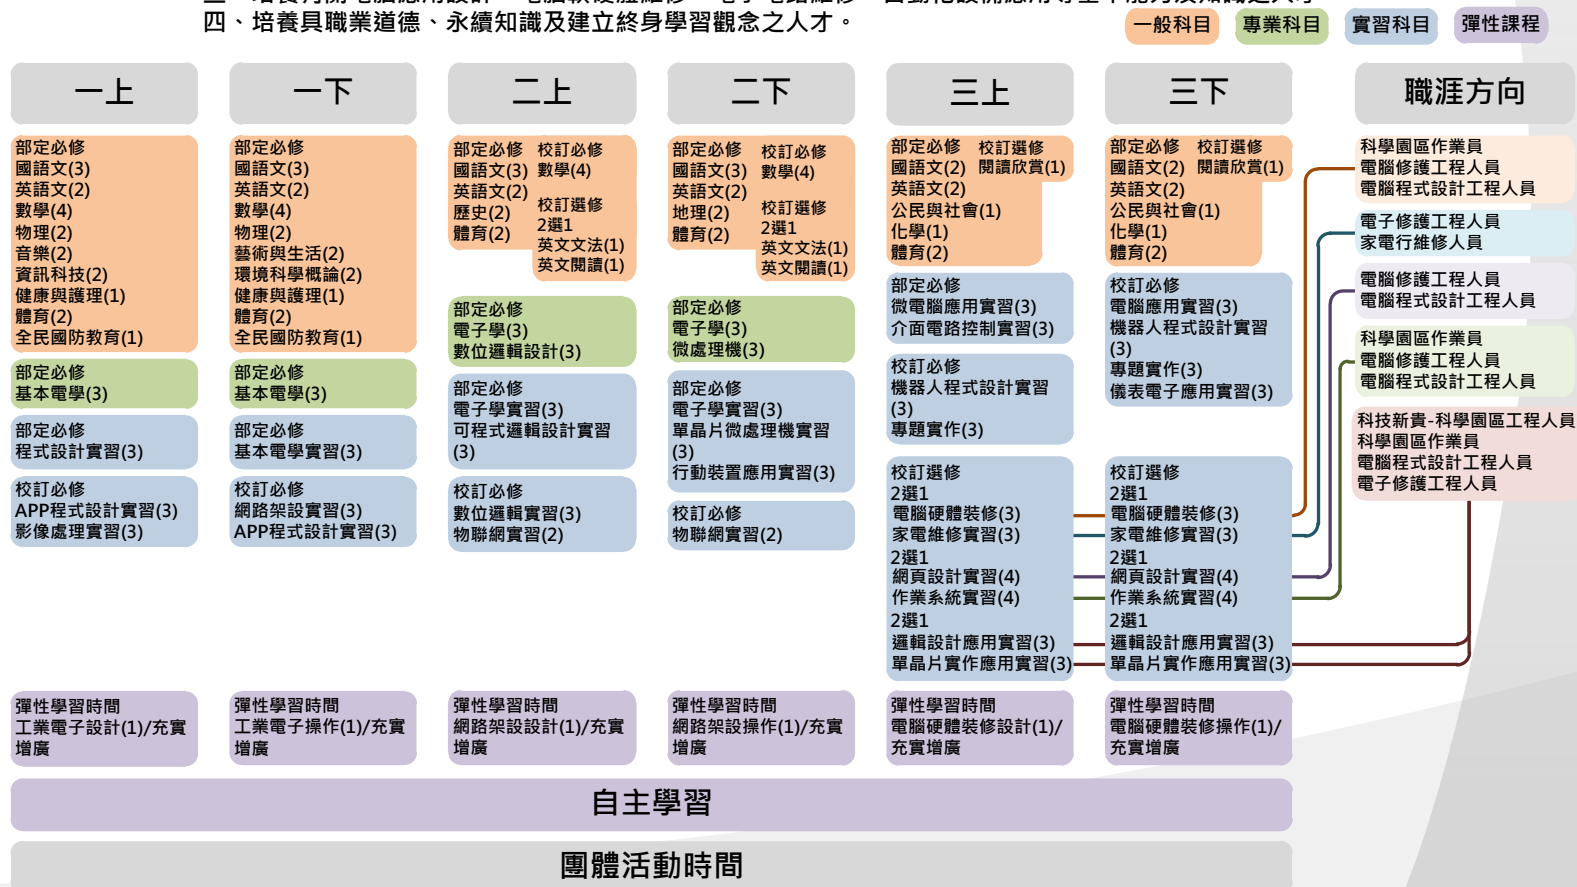 四、培養具職業道德、永續知識及建立終身學習觀念之人才。
一般科目
專業科目
實習科目
彈性課程
一上
一下
二上
二下
三上
三下
職涯方向
部定必修
國語文(3)
英語文(2)
數學(4)
物理(2)
音樂(2)
資訊科技(2)
健康與護理(1)
體育(2)
全民國防教育(1)
部定必修
基本電學(3)
部定必修
程式設計實習(3)
校訂必修
APP程式設計實習(3)
影像處理實習(3)
部定必修
國語文(3)
英語文(2)
數學(4)
物理(2)
藝術與生活(2)
環境科學概論(2)
健康與護理(1)
體育(2)
全民國防教育(1)
部定必修
基本電學(3)
部定必修
基本電學實習(3)
校訂必修
網路架設實習(3)
APP程式設計實習(3)
部定必修
國語文(3)
英語文(2)
歷史(2)
體育(2)
校訂必修
數學(4)
校訂選修
2選1
英文文法(1)
英文閱讀(1)
部定必修
電子學(3)
數位邏輯設計(3)
部定必修
電子學實習(3)
可程式邏輯設計實習
(3)
校訂必修
數位邏輯實習(3)
物聯網實習(2)
部定必修
國語文(3)
英語文(2)
地理(2)
體育(2)
校訂必修
數學(4)
校訂選修
2選1
英文文法(1)
英文閱讀(1)
部定必修
電子學(3)
微處理機(3)
部定必修
電子學實習(3)
單晶片微處理機實習
(3)
行動裝置應用實習(3)
校訂必修
物聯網實習(2)
部定必修
國語文(2)
英語文(2)
公民與社會(1)
化學(1)
體育(2)
校訂選修
閱讀欣賞(1)
部定必修
微電腦應用實習(3)
介面電路控制實習(3)
校訂必修
機器人程式設計實習
(3)
專題實作(3)
校訂選修
2選1
電腦硬體裝修(3)
家電維修實習(3)
2選1
網頁設計實習(4)
作業系統實習(4)
2選1
邏輯設計應用實習(3)
單晶片實作應用實習(3)
部定必修
國語文(2)
英語文(2)
公民與社會(1)
化學(1)
體育(2)
校訂選修
閱讀欣賞(1)
校訂必修
電腦應用實習(3)
機器人程式設計實習
(3)
專題實作(3)
儀表電子應用實習(3)
校訂選修
2選1
電腦硬體裝修(3)
家電維修實習(3)
2選1
網頁設計實習(4)
作業系統實習(4)
2選1
邏輯設計應用實習(3)
單晶片實作應用實習(3)
科學園區作業員
電腦修護工程人員
電腦程式設計工程人員
電子修護工程人員
家電行維修人員
電腦修護工程人員
電腦程式設計工程人員
科學園區作業員
電腦修護工程人員
電腦程式設計工程人員
科技新貴-科學園區工程人員
科學園區作業員
電腦程式設計工程人員
電子修護工程人員
彈性學習時間
工業電子設計(1)/充實
增廣
彈性學習時間
工業電子操作(1)/充實
增廣
彈性學習時間
網路架設設計(1)/充實
增廣
彈性學習時間
網路架設操作(1)/充實
增廣
彈性學習時間
電腦硬體裝修設計(1)/
充實增廣
彈性學習時間
電腦硬體裝修操作(1)/
充實增廣
自主學習
團體活動時間